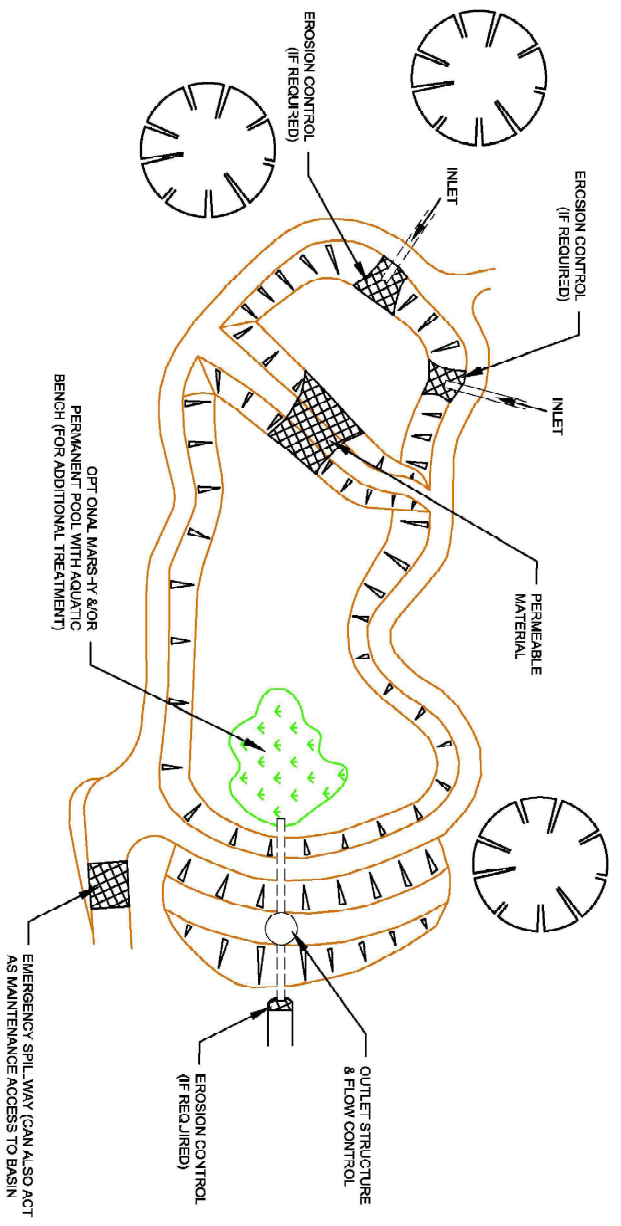 EROSION CONTROL
(IF REQUIRED)
INLET
PERMEABLE
MATERIAL
INLET
OUTLET STRUCTURE
& FLOW CONTROL
EROSION CONTROL
(IF REQUIRED)
EROSION CONTROL
(IF REQUIRED)
OPTIONAL MARSHY &/OR
PERMANENT POOL WITH AQUATIC
BENCH (FOR ADDITIONAL TREATMENT)
EMERGENCY SPILLWAY (CAN ALSO ACT
AS MAINTENANCE ACCESS TO BASIN